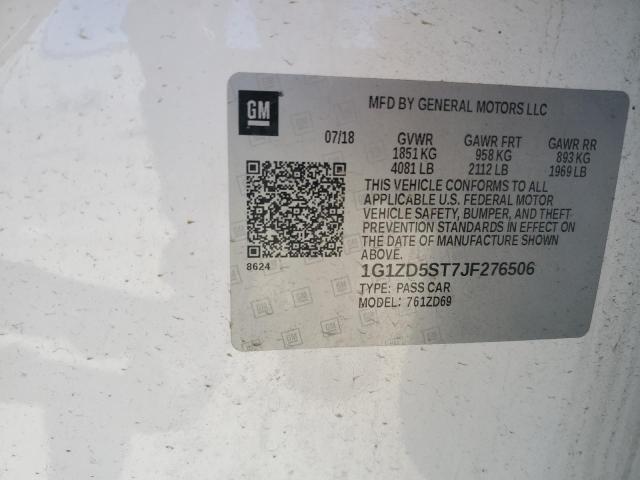 GM
MFD BY GENERAL MOTORS LLC
07/18 GVWR GAWR FRT GAWR RR
1851 KG 958 KG 893 KG
4081 LB 2112 LB 1969 LB
THIS VEHICLE CONFORMS TO ALL
APPLICABLE U.S. FEDERAL MOTOR
VEHICLE SAFETY, BUMPER, AND THEFT
PREVENTION STANDARDS IN EFFECT ON
THE DATE OF MANUFACTURE SHOWN
ABOVE.
8624
1G1ZD5ST7JF276506
TYPE: PASS CAR
MODEL: 761ZD69